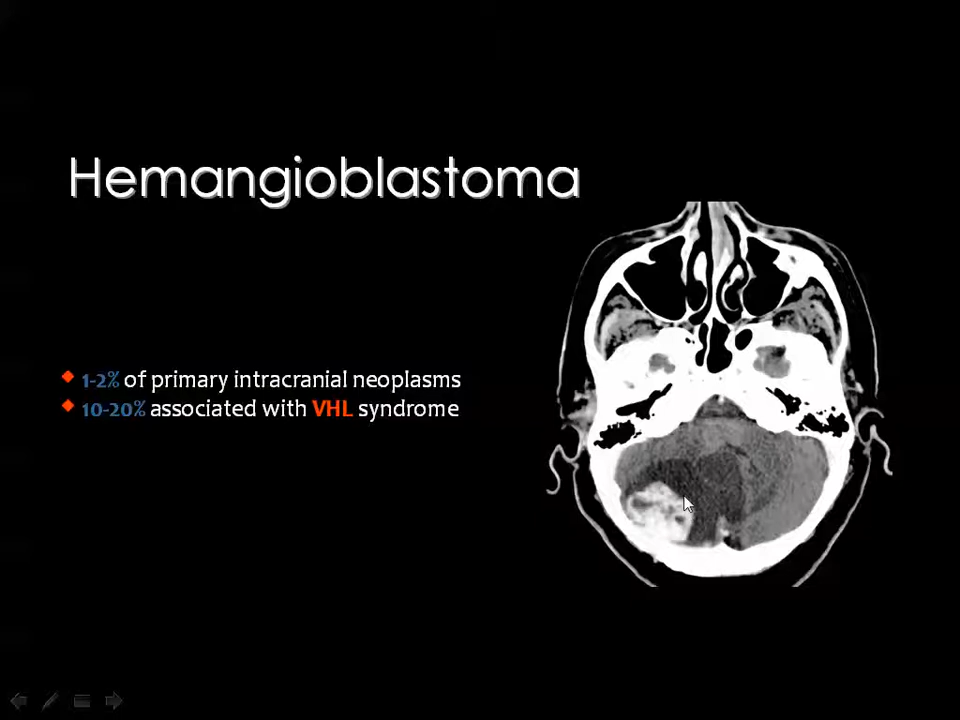 Hemangioblastoma
1-2% of primary intracranial neoplasms
10-20% associated with VHL syndrome